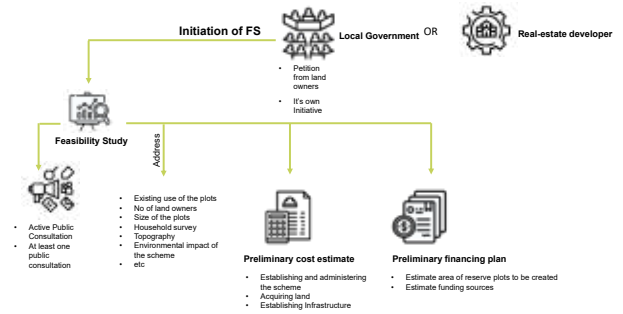 Initiation of FS
Local Government
OR
Real-estate developer
• Petition
from land
owners
• It's own
Initiative
Feasibility Study
Address
• Active Public
Consultation
• At least one
public
consultation
• Existing use of the plots
• No of land owners
• Size of the plots
• Household survey
• Topography
• Environmental impact of
the scheme
• etc
Preliminary cost estimate
• Establishing and administering
the scheme
• Acquiring land
• Establishing Infrastructure
Preliminary financing plan
• Estimate area of reserve plots to be created
• Estimate funding sources